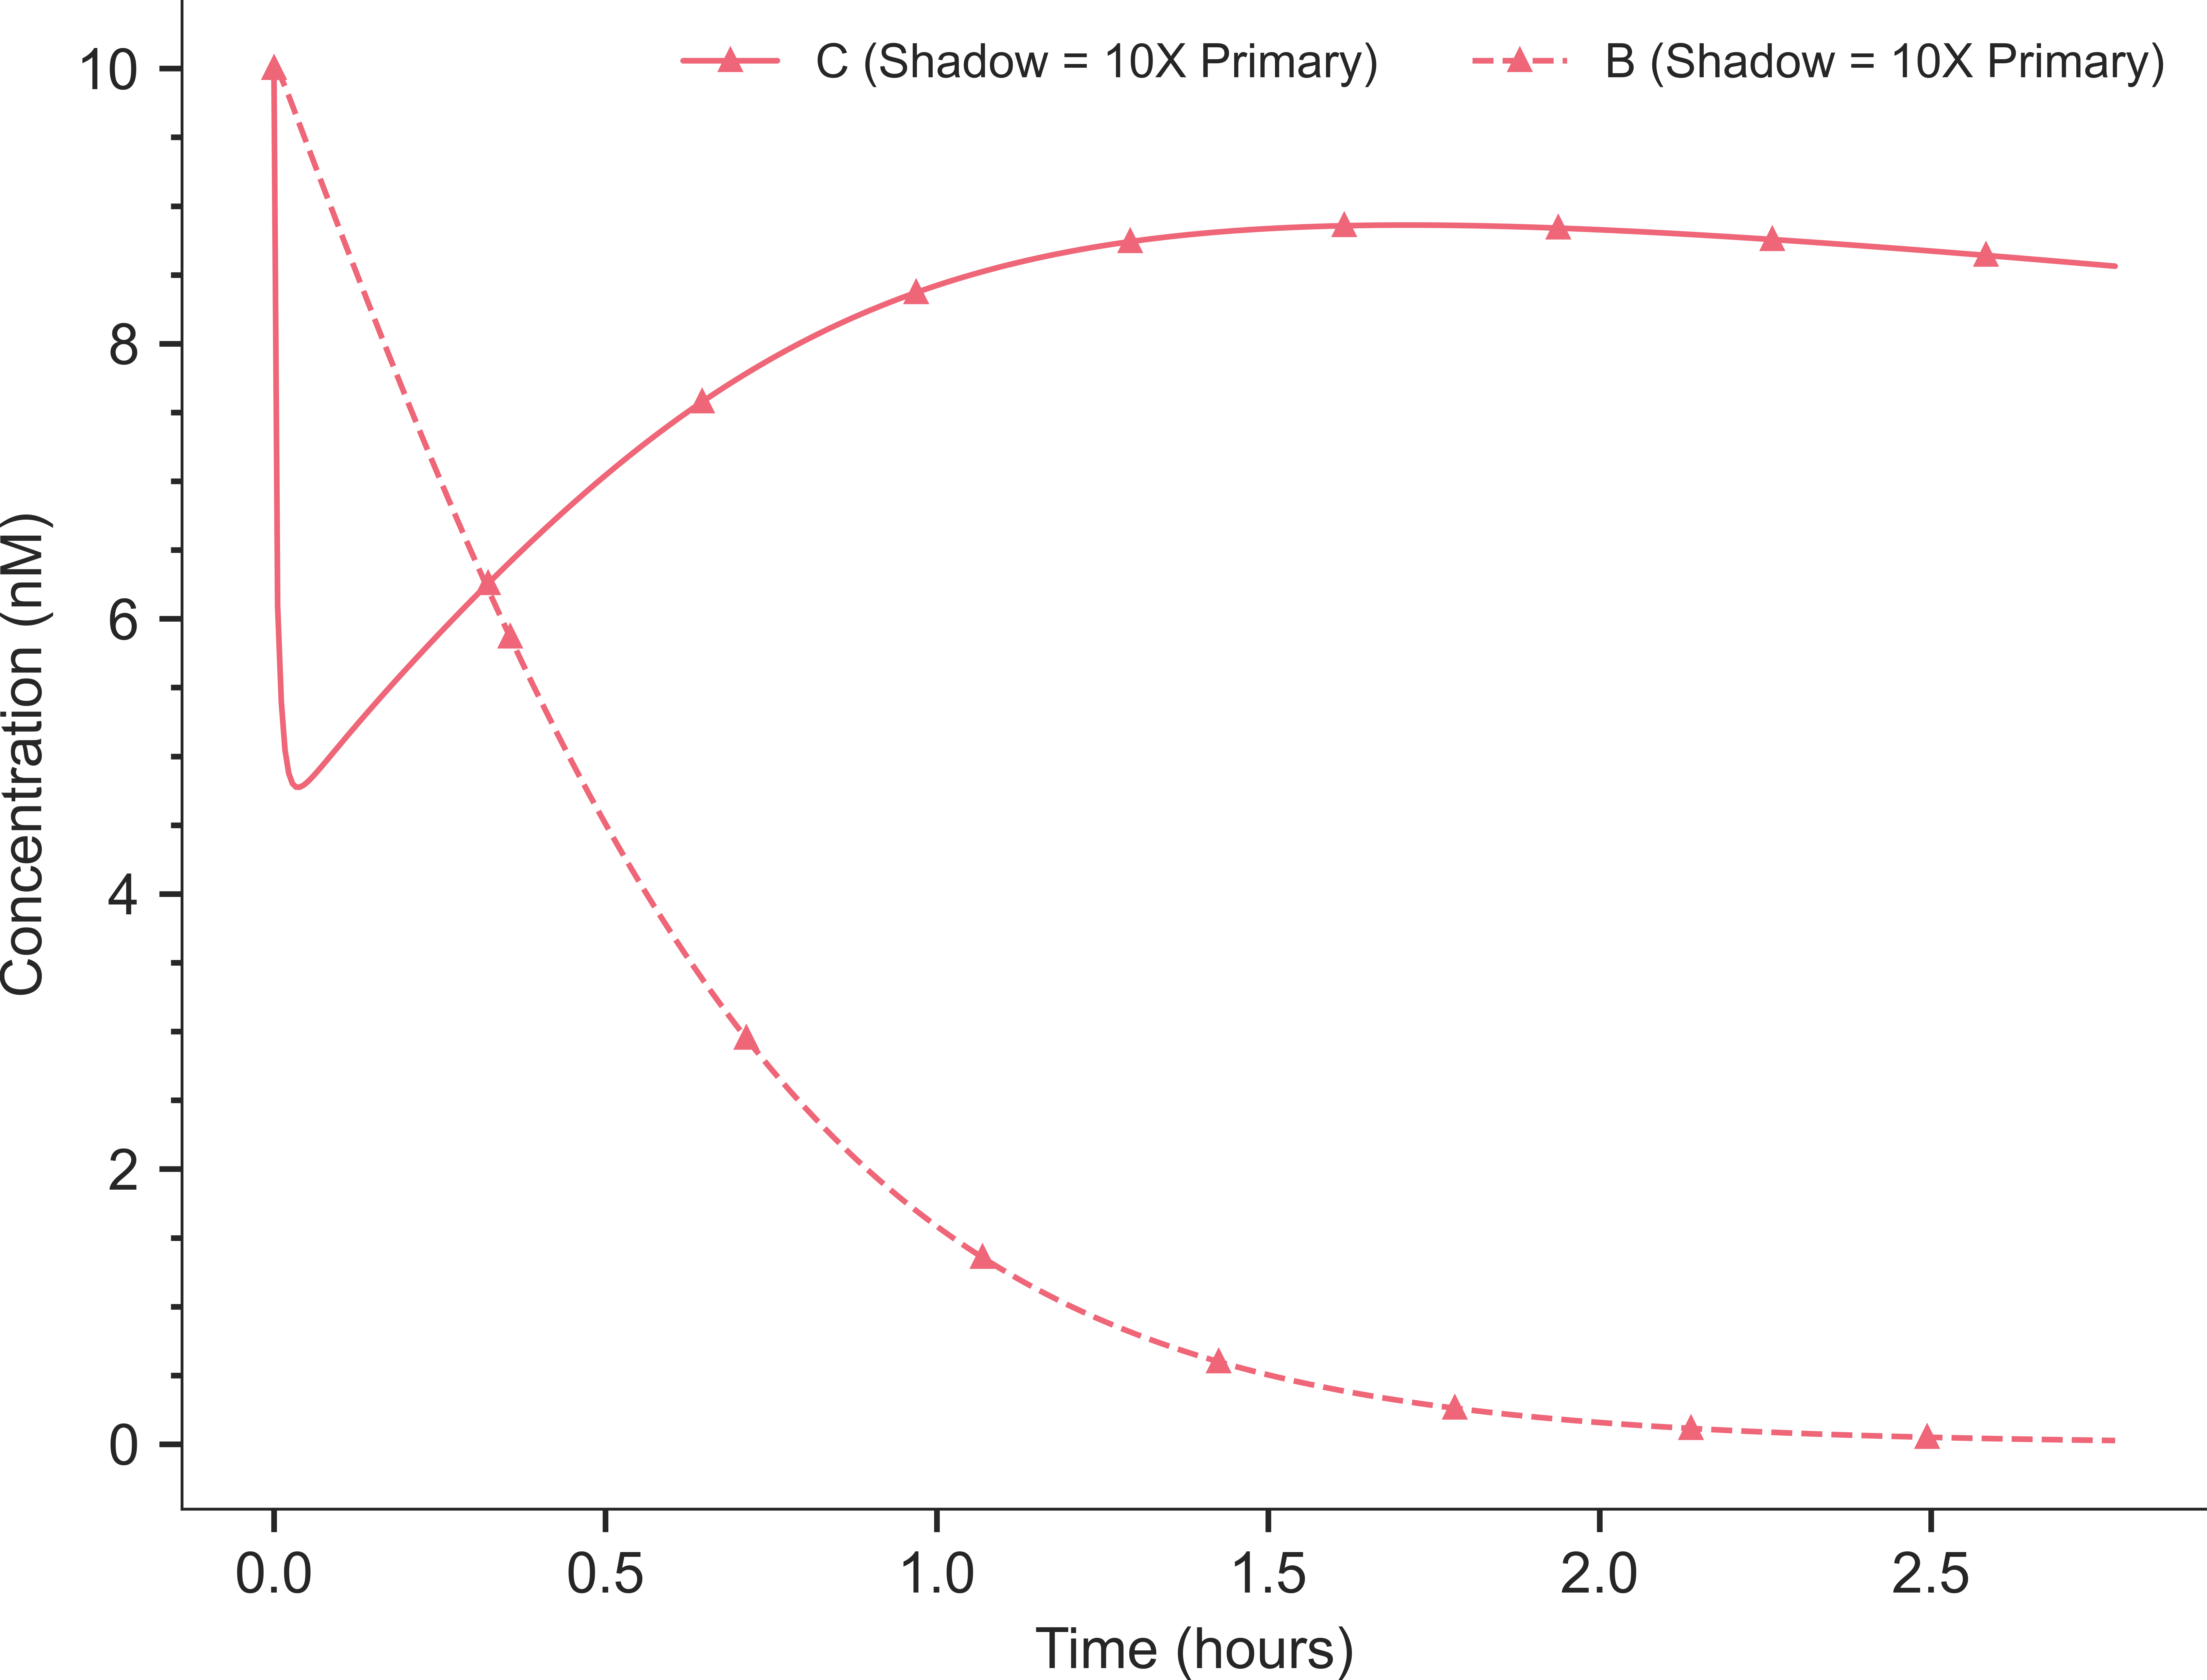 C (Shadow = 10X Primary)
B (Shadow = 10X Primary)
10
8
6
4
2
0
Concentration (nM)
0.0 0.5 1.0 1.5 2.0 2.5
Time (hours)